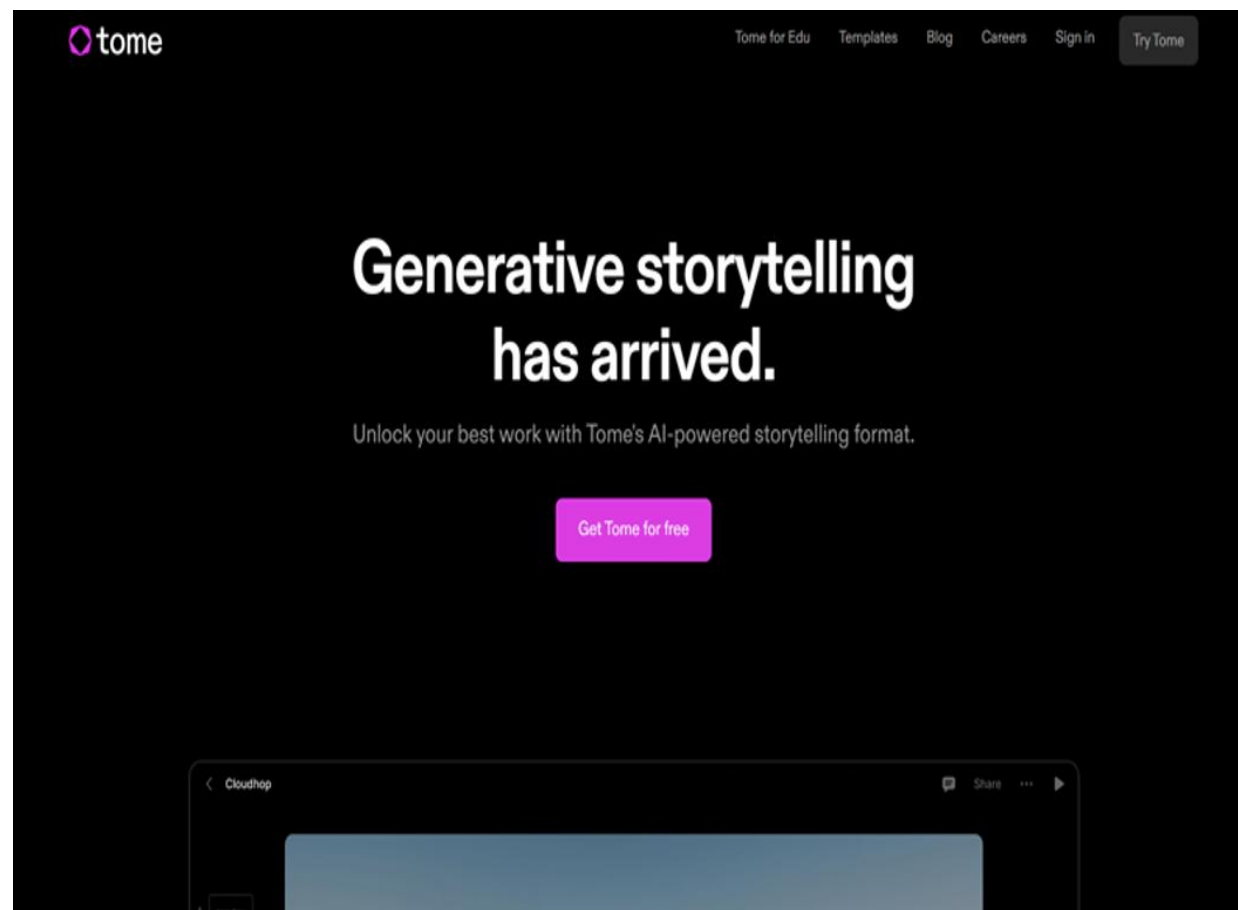 tome
Tome for Edu Templates Blog Careers Sign in Try Tome
Generative storytelling
has arrived.
Unlock your best work with Tome's AI-powered storytelling format.
Get Tome for free
Cloudhop Share